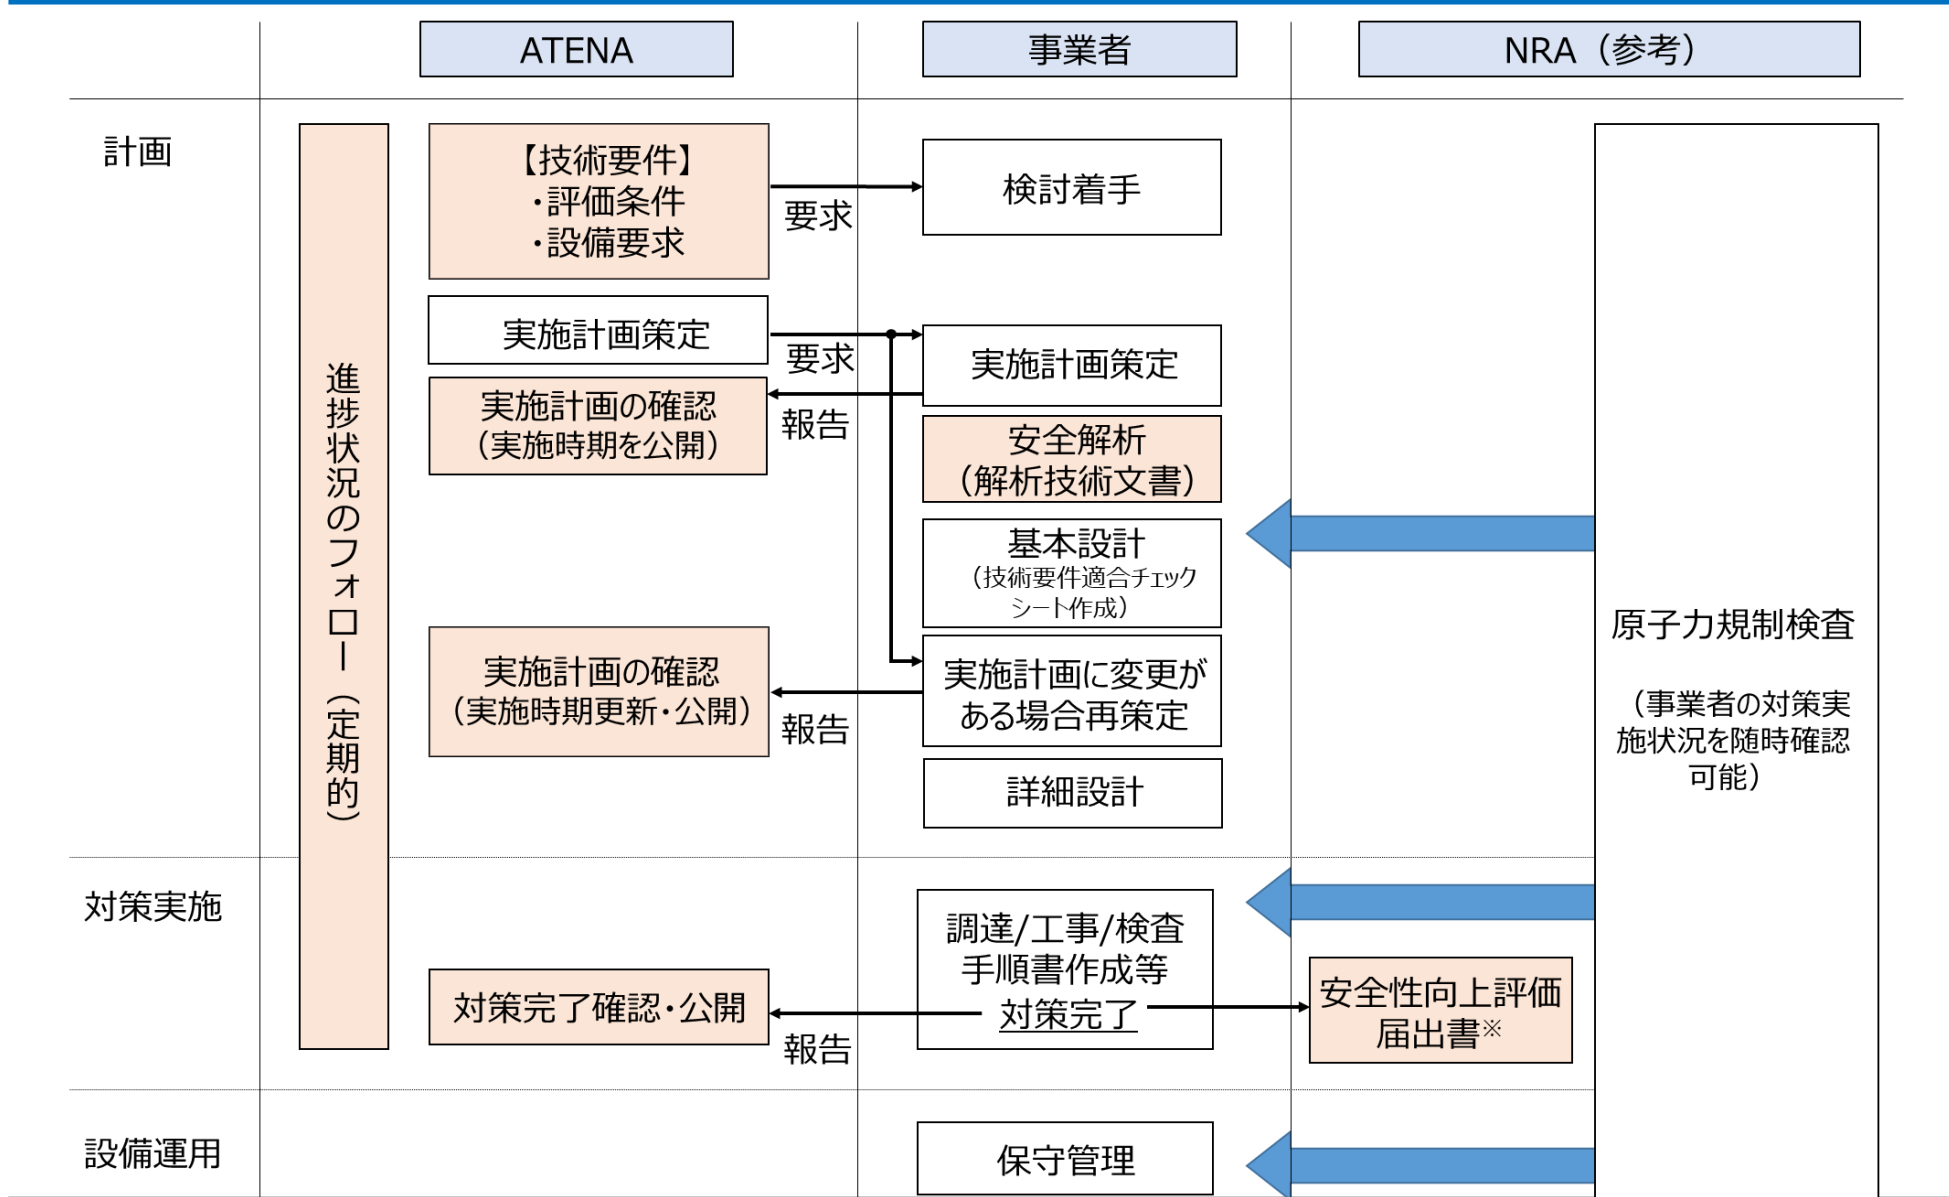 ATENA
事業者
NRA（参考）
計画
進捗状況のフォロー（定期的）
【技術要件】
・評価条件
・設備要求
要求
検討着手
実施計画策定
要求
実施計画策定
実施計画の確認
（実施時期を公開）
報告
安全解析
（解析技術文書）
基本設計
（技術要件適合チェック
シート作成）
実施計画の確認
（実施時期更新・公開）
報告
実施計画に変更が
ある場合再策定
詳細設計
原子力規制検査
（事業者の対策実
施状況を随時確認
可能）
対策実施
調達/工事/検査
手順書作成等
対策完了
対策完了確認・公開
報告
安全性向上評価
届出書※
設備運用
保守管理